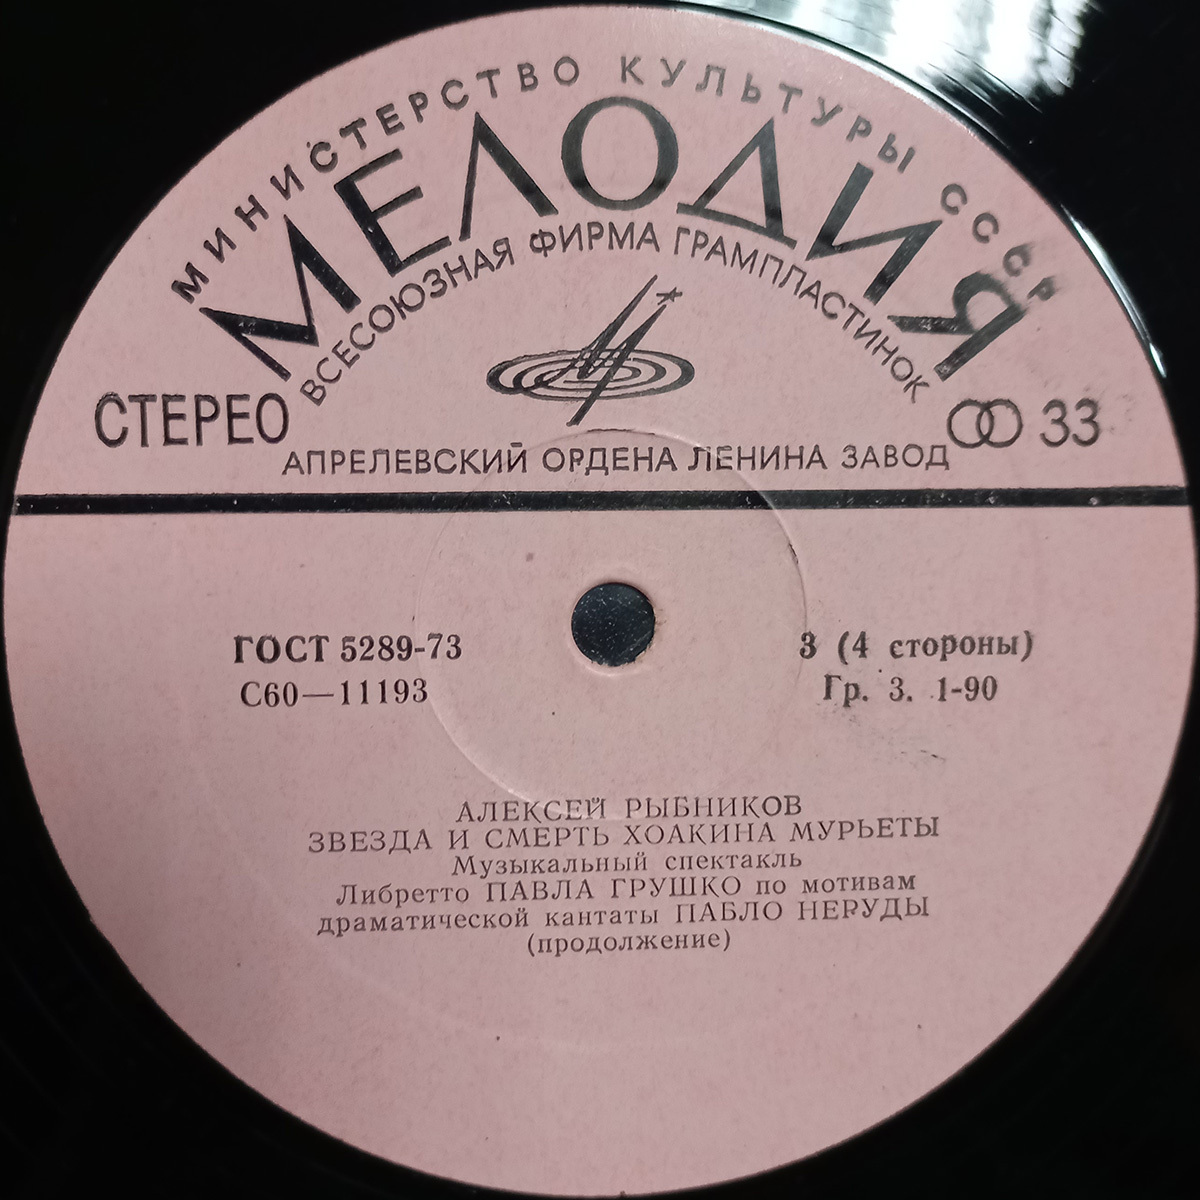 МИНИСТЕРСТВО КУЛЬТУРЫ СССР
МЕЛОДИЯ
ВСЕСОЮЗНАЯ ФИРМА ГРАМПЛАСТИНОК
СТЕРЕО
33
АПРЕЛЕВСКИЙ ОРДЕНА ЛЕНИНА ЗАВОД
ГОСТ 5289-73
3 (4 стороны)
С60—11193
Гр. 3. 1-90
АЛЕКСЕЙ РЫБНИКОВ
ЗВЕЗДА И СМЕРТЬ ХОАКИНА МУРЬЕТЫ
Музыкальный спектакль
Либретто ПАВЛА ГРУШКО по мотивам
драматической кантаты ПАБЛО НЕРУДЫ
(продолжение)